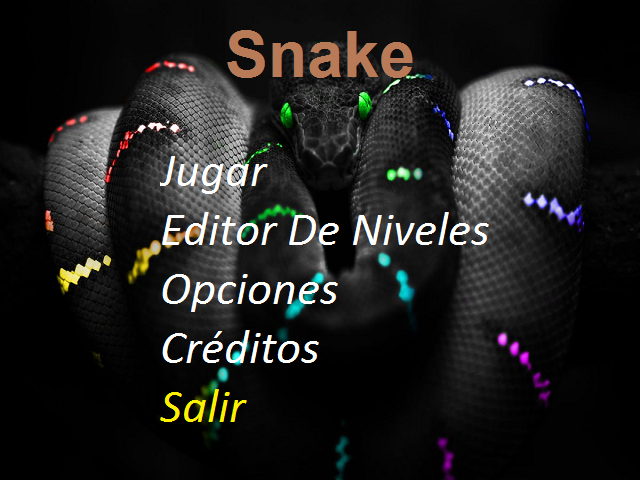 Snake
Jugar
Editor De Niveles
Opciones
Créditos
Salir